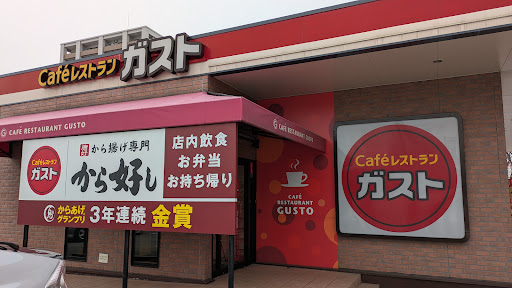 Caféレストラン ガスト
G CAFE RESTAURANT GUSTO
G CAFE RESTAURANT GUSTO
Caféレストラン
ガスト
から揚げ専門
から好し
店内飲食
お弁当
お持ち帰り
からあげ
グランプリ
3年連続 金賞
CAFÉ
RESTAURANT
GUSTO
Caféレストラン
ガスト